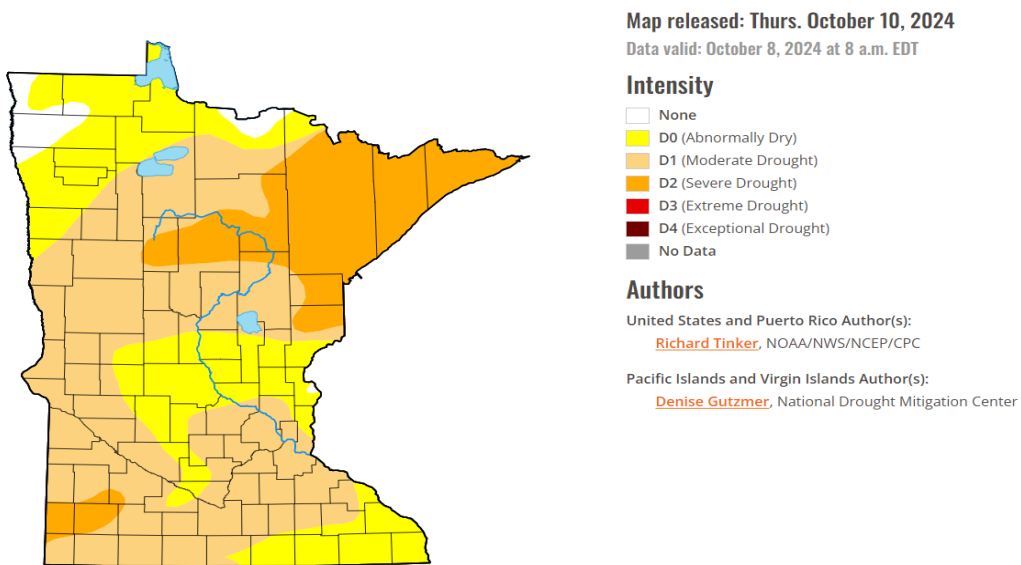 Map released: Thurs. October 10, 2024
Data valid: October 8, 2024 at 8 a.m. EDT
Intensity
None
D0 (Abnormally Dry)
D1 (Moderate Drought)
D2 (Severe Drought)
D3 (Extreme Drought)
D4 (Exceptional Drought)
No Data
Authors
United States and Puerto Rico Author(s):
Richard Tinker, NOAA/NWS/NCEP/CPC
Pacific Islands and Virgin Islands Author(s):
Denise Gutzmer, National Drought Mitigation Center